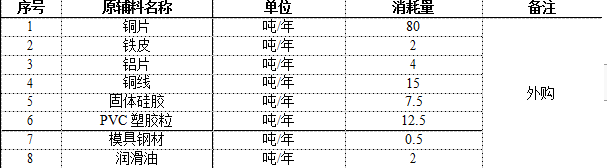 序号 原辅料名称 单位 消耗量 备注
1 铜片 吨/年 80
2 铁皮 吨/年 2
3 铝片 吨/年 4
4 铜线 吨/年 15
外购
5 固体硅胶 吨/年 7.5
6 PVC 塑胶粒 吨/年 12.5
7 模具钢材 吨/年 0.5
8 润滑油 吨/年 2